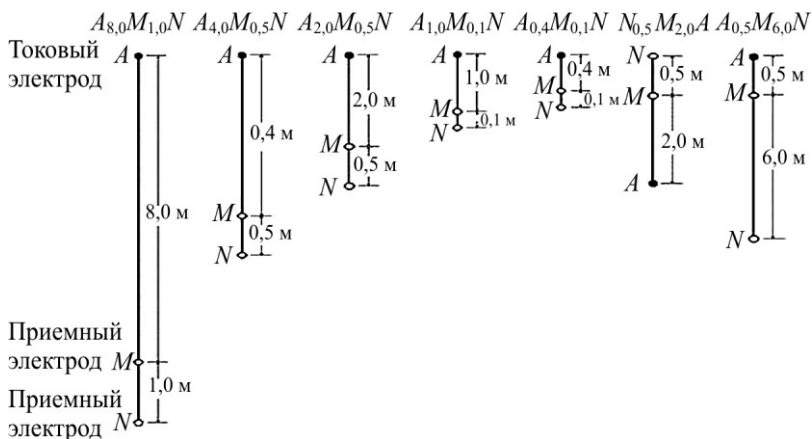 A8,0M1,0N A4,0M0,5N A2,0M0,5N A1,0M0,1N A0,4M0,1N N0,5M2,0A A0,5M6,0N
Токовый
электрод
A A A A A N A
8,0 м
0,4 м
2,0 м
1,0 м
0,4 м
0,5 м
0,5 м
M
N
0,1 м
M
N
0,1 м
M
M
M
N
0,5 м
2,0 м
A
6,0 м
M
N
0,5 м
N
Приемный
электрод
M
1,0 м
Приемный
электрод
N